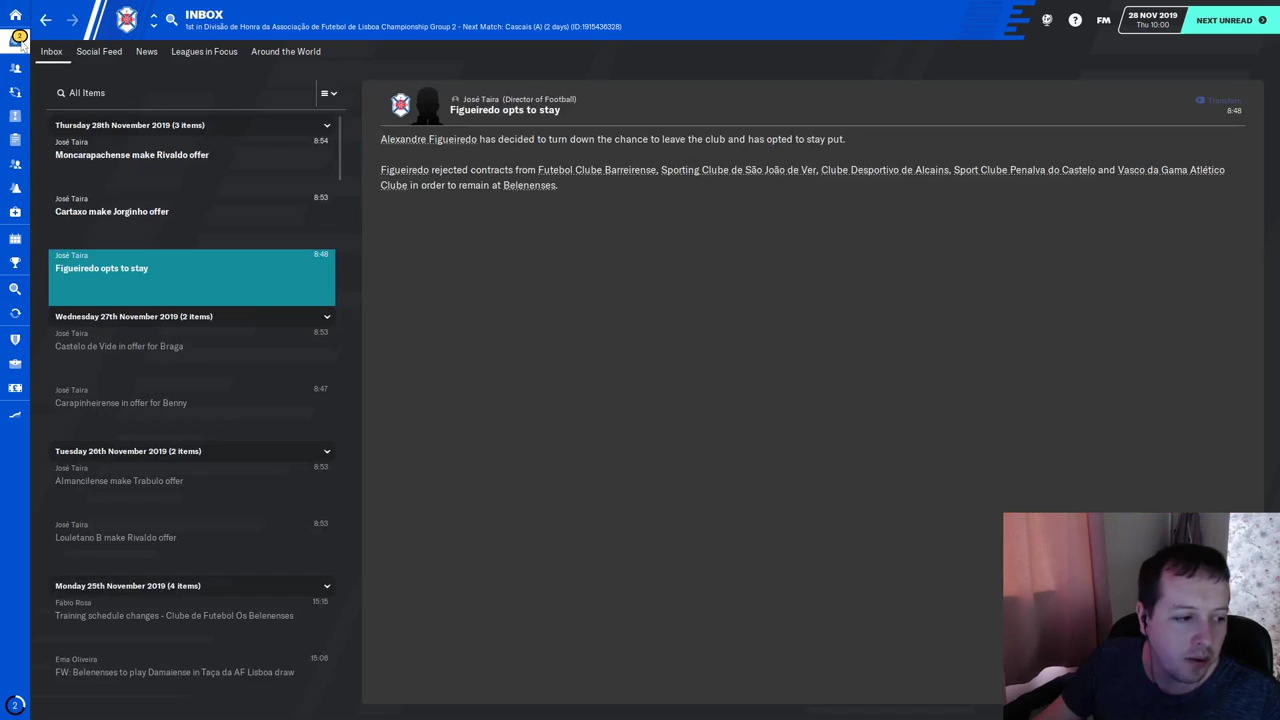 INBOX
1st in Divisão de Honra da Associação de Futebol de Lisboa Championship Group 2 - Next Match: Cascais (A) (2 days) (ID:1915436328)
FM
28 NOV 2019
Thu 10:00
NEXT UNREAD
2
Inbox
Social Feed
News
Leagues in Focus
Around the World
All Items
Thursday 28th November 2019 (3 items)
José Taira
8:54
Moncarapachense make Rivaldo offer
José Taira
8:53
Cartaxo make Jorginho offer
José Taira
8:48
Figueiredo opts to stay
Wednesday 27th November 2019 (2 items)
José Taira
8:53
Castelo de Vide in offer for Braga
José Taira
8:47
Carapinheirense in offer for Benny
Tuesday 26th November 2019 (2 items)
José Taira
8:53
Almancilense make Trabulo offer
José Taira
8:53
Louletano B make Rivaldo offer
Monday 25th November 2019 (4 items)
Fábio Rosa
15:15
Training schedule changes - Clube de Futebol Os Belenenses
Ema Oliveira
15:06
FW: Belenenses to play Damaiense in Taça da AF Lisboa draw
2
José Taira (Director of Football)
Figueiredo opts to stay
Transfers
8:48
Alexandre Figueiredo has decided to turn down the chance to leave the club and has opted to stay put.
Figueiredo rejected contracts from Futebol Clube Barreirense, Sporting Clube de São João de Ver, Clube Desportivo de Alcains, Sport Clube Penalva do Castelo and Vasco da Gama Atlético
Clube in order to remain at Belenenses.